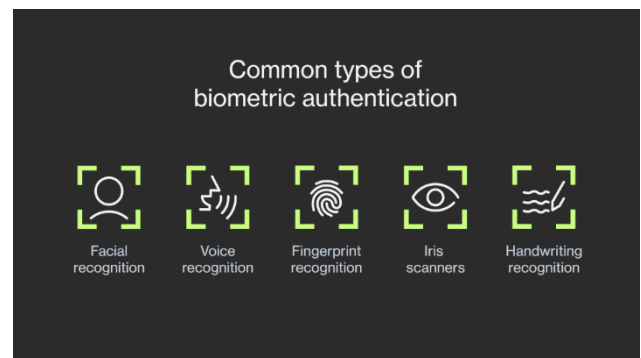 Common types of
biometric authentication
Facial
recognition
Voice
recognition
Fingerprint
recognition
Iris
scanners
Handwriting
recognition